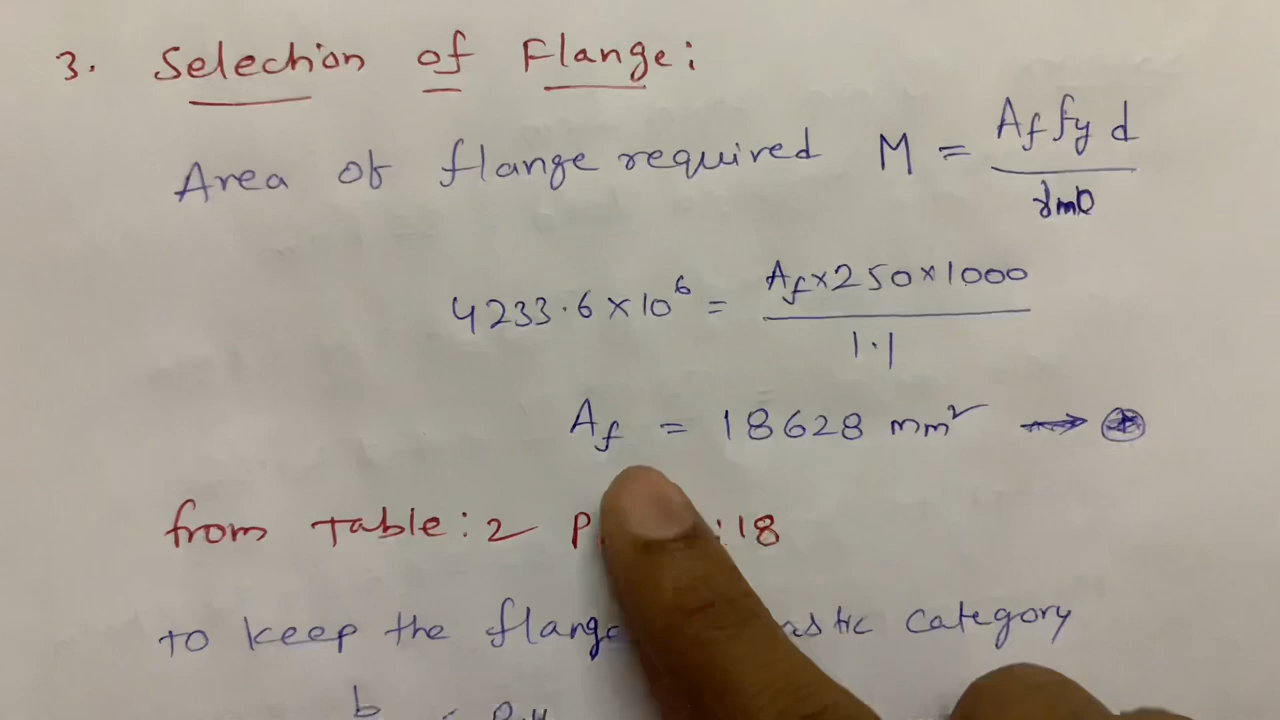 3. Selection of Flange:
Area of flange required M = Af fy d / γm0
4233.6 × 10⁶ = Af × 250 × 1000 / 1.1
Af = 18628 mm² →
from Table: 2 P :18
to keep the flange category
b